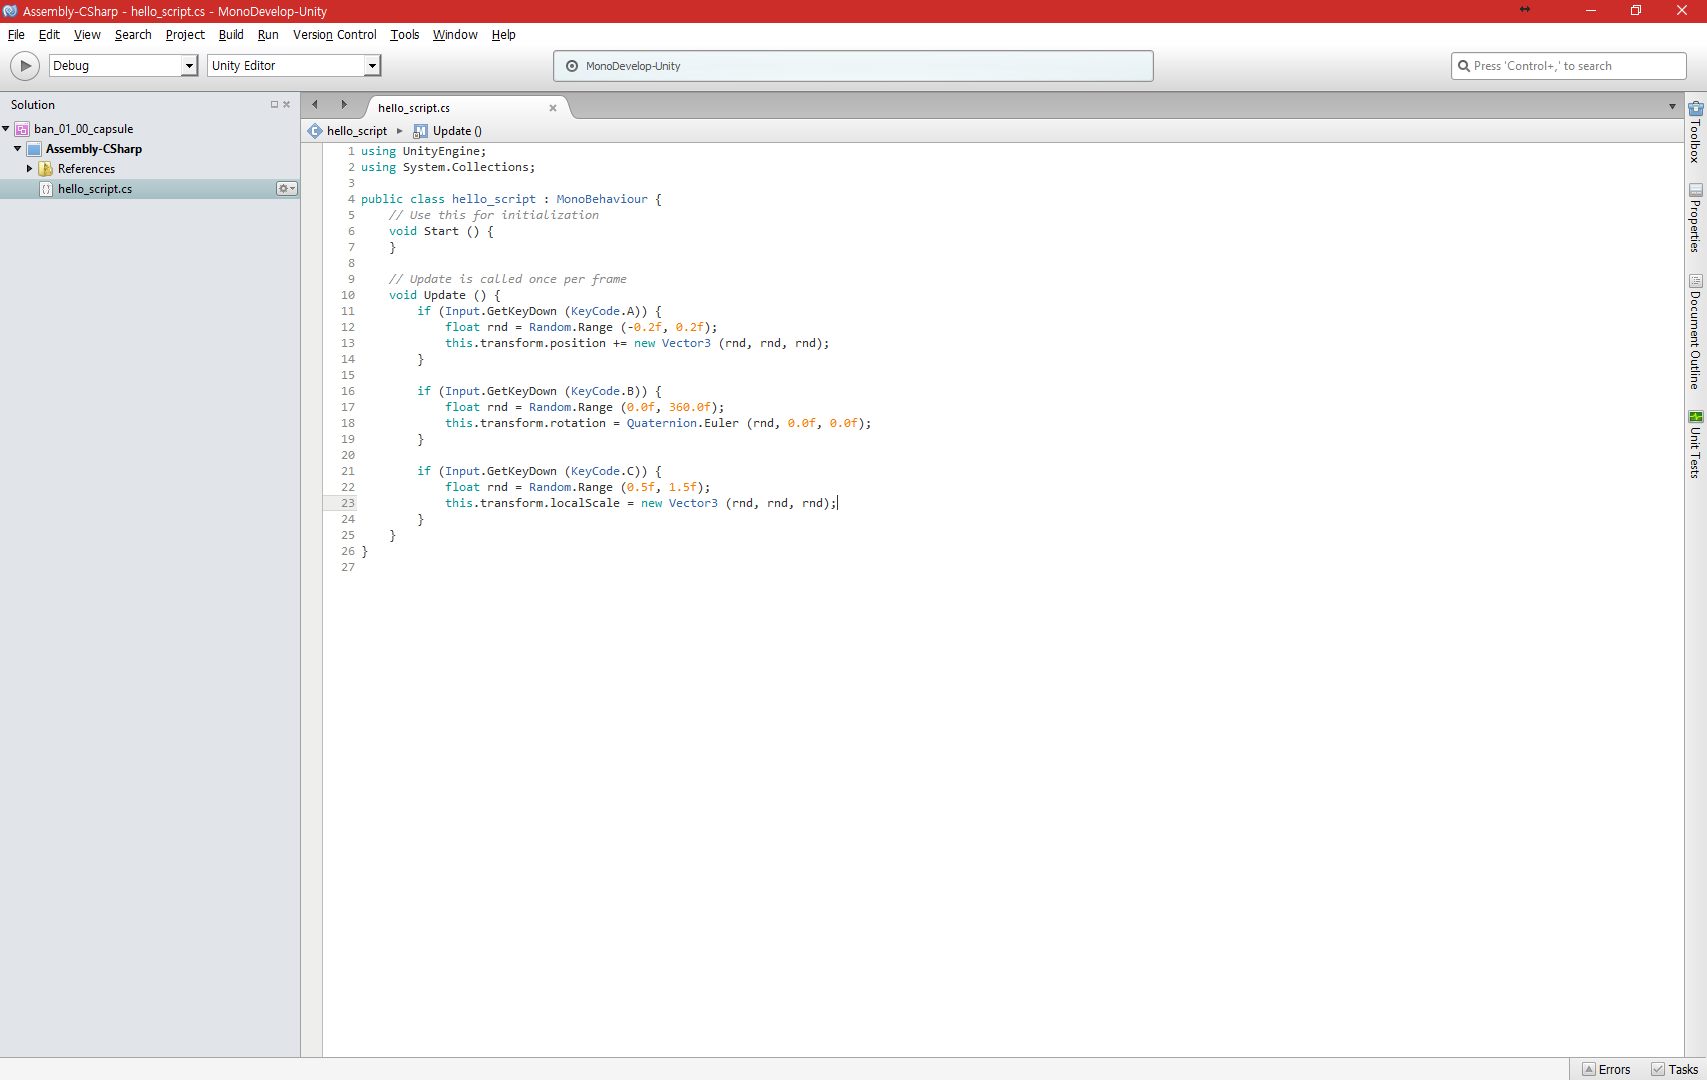 Assembly-CSharp - hello_script.cs - MonoDevelop-Unity
File Edit View Search Project Build Run Version Control Tools Window Help
Debug Unity Editor MonoDevelop-Unity Press 'Control+,' to search
Solution
ban_01_00_capsule
Assembly-CSharp
References
hello_script.cs
hello_script.cs
hello_script Update ()
1 using UnityEngine;
2 using System.Collections;
3
4 public class hello_script : MonoBehaviour {
5 // Use this for initialization
6 void Start () {
7 }
8
9 // Update is called once per frame
10 void Update () {
11 if (Input.GetKeyDown (KeyCode.A)) {
12 float rnd = Random.Range (-0.2f, 0.2f);
13 this.transform.position += new Vector3 (rnd, rnd, rnd);
14 }
15
16 if (Input.GetKeyDown (KeyCode.B)) {
17 float rnd = Random.Range (0.0f, 360.0f);
18 this.transform.rotation = Quaternion.Euler (rnd, 0.0f, 0.0f);
19 }
20
21 if (Input.GetKeyDown (KeyCode.C)) {
22 float rnd = Random.Range (0.5f, 1.5f);
23 this.transform.localScale = new Vector3 (rnd, rnd, rnd);
24 }
25 }
26 }
27
Toolbox
Properties
Document Outline
Unit Tests
Errors Tasks